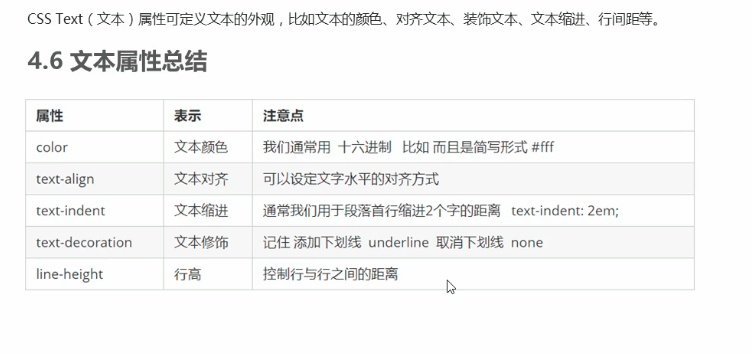 CSS Text（文本）属性可定义文本的外观，比如文本的颜色、对齐文本、装饰文本、文本缩进、行间距等。
4.6 文本属性总结
属性 表示 注意点
color 文本颜色 我们通常用 十六进制 比如 而且是简写形式 #fff
text-align 文本对齐 可以设定文字水平的对齐方式
text-indent 文本缩进 通常我们用于段落首行缩进2个字的距离 text-indent: 2em;
text-decoration 文本修饰 记住 添加下划线 underline 取消下划线 none
line-height 行高 控制行与行之间的距离